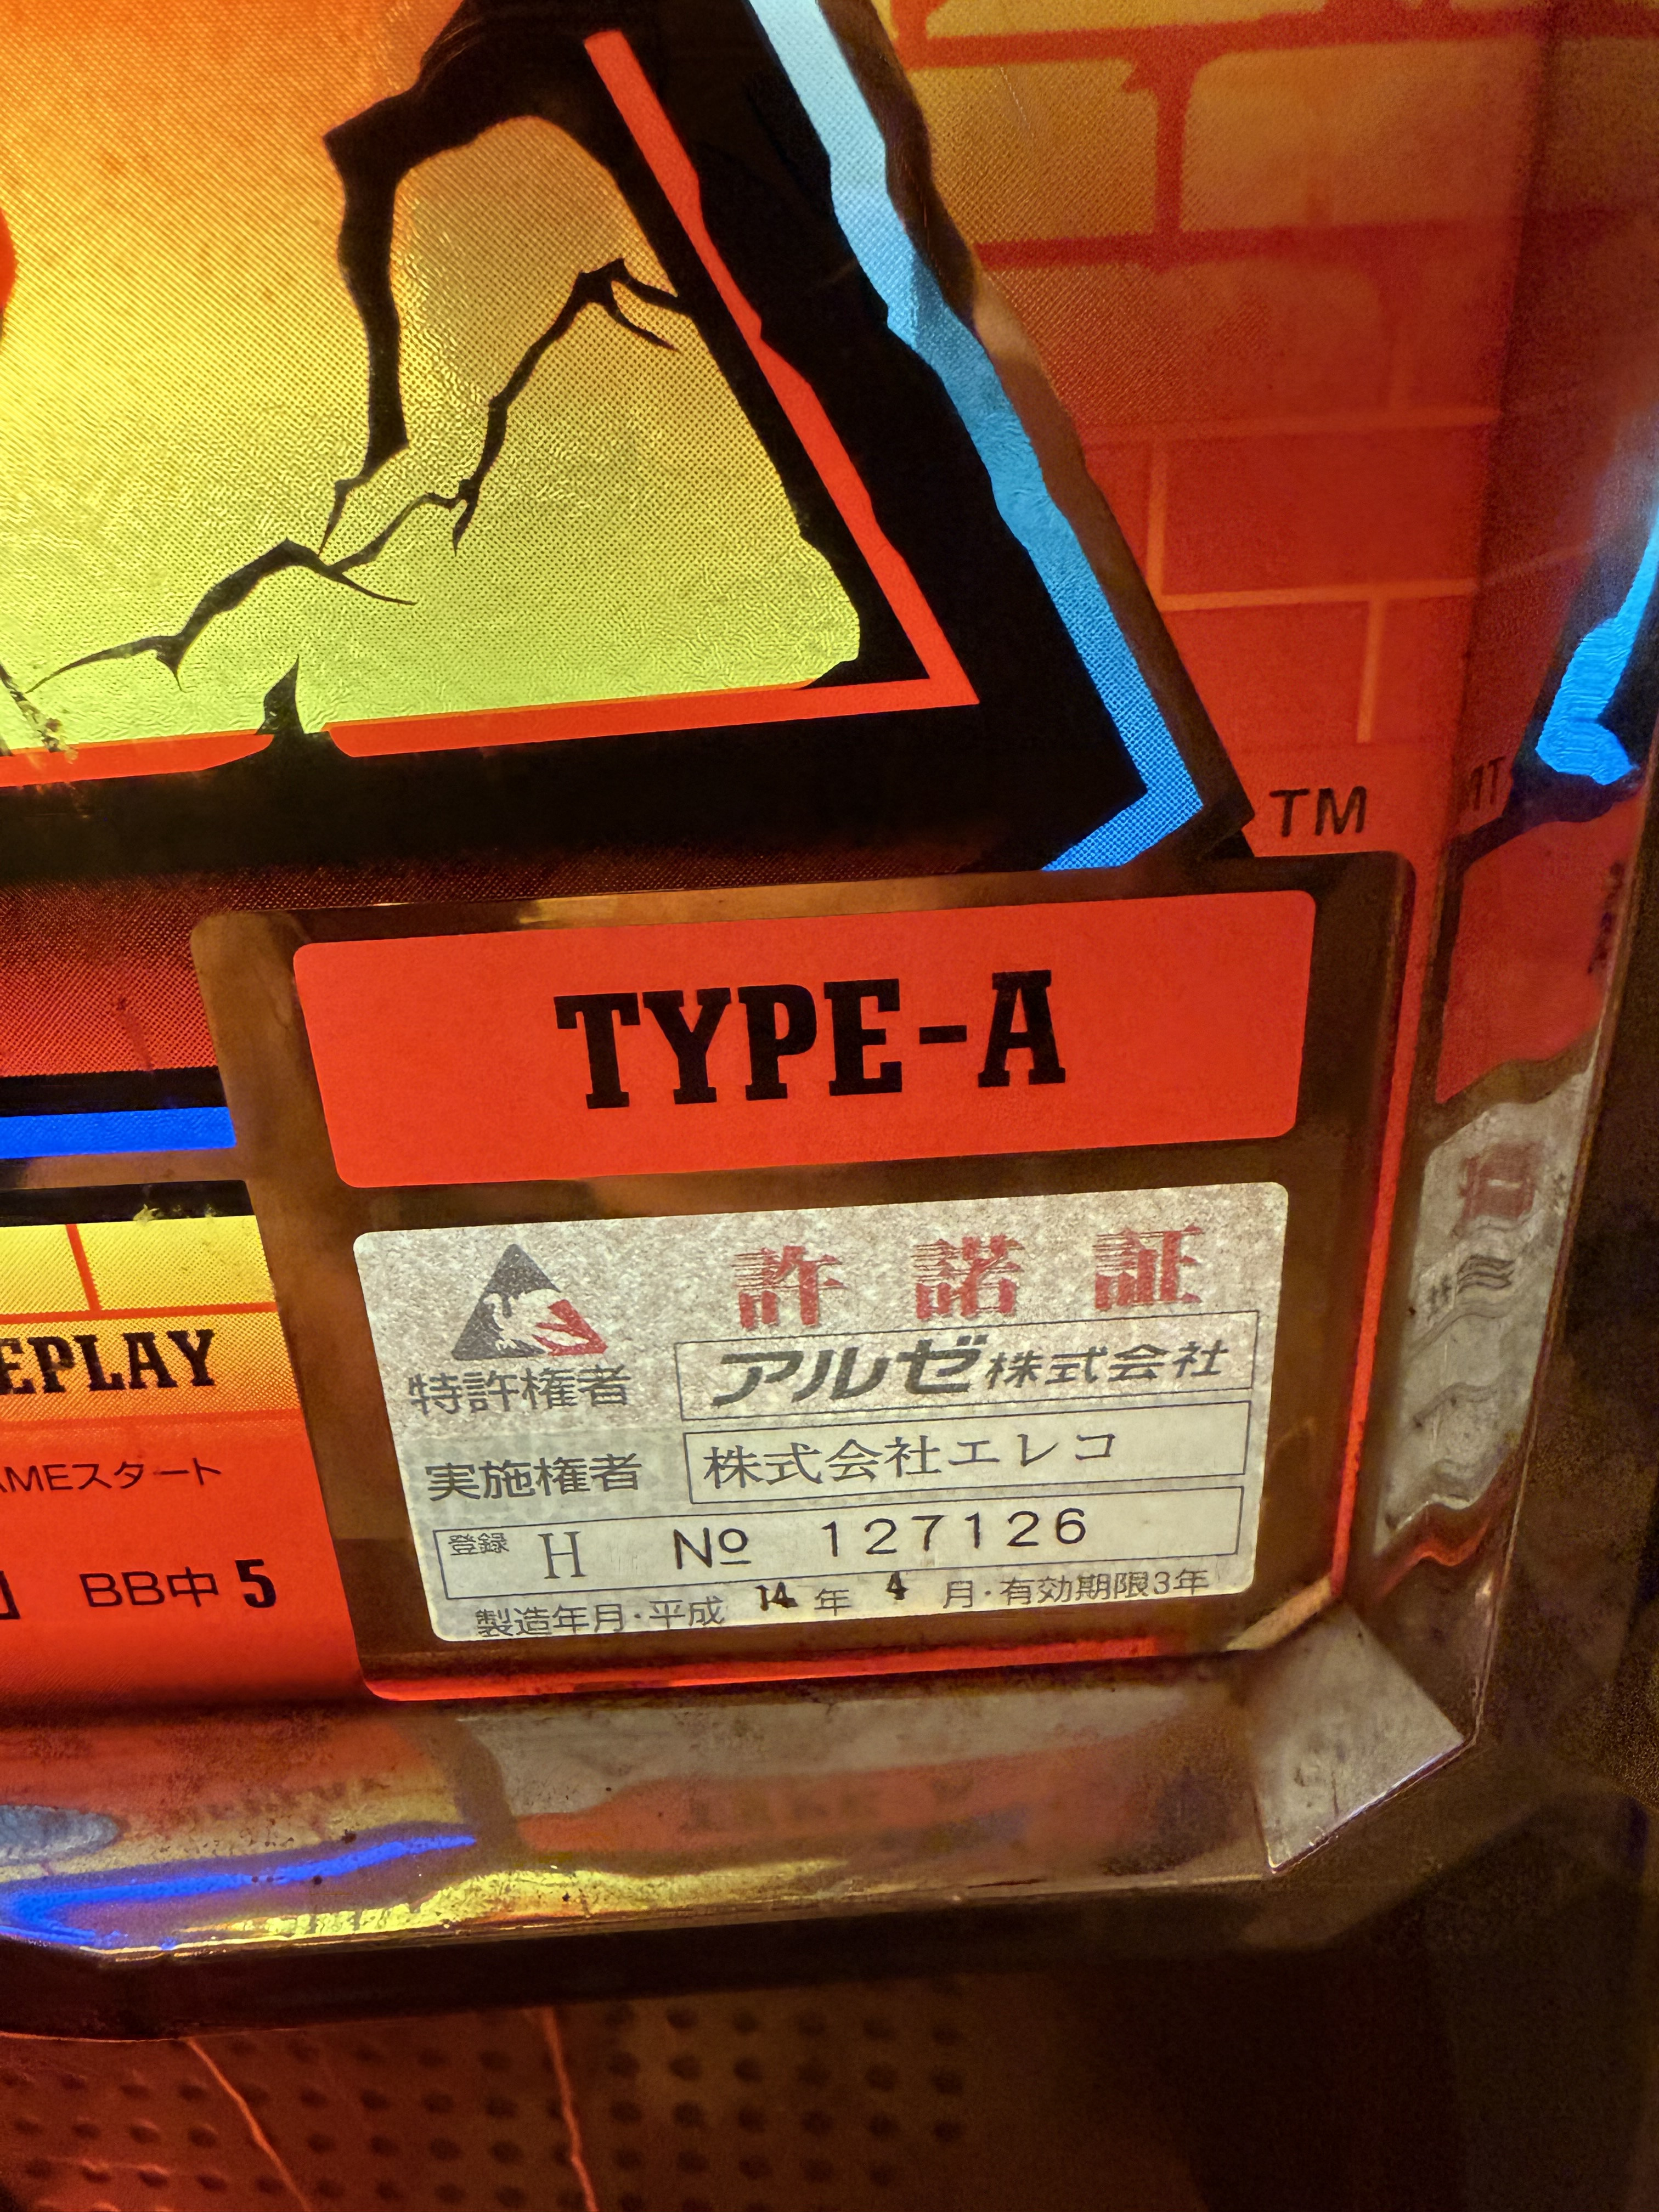 TM
TYPE-A
許諾証
特許権者 アルゼ株式会社
実施権者 株式会社エレコ
登録 H № 127126
製造年月・平成 14 年 4 月・有効期限3年
EPLAY
AMEスタート
BB中 5